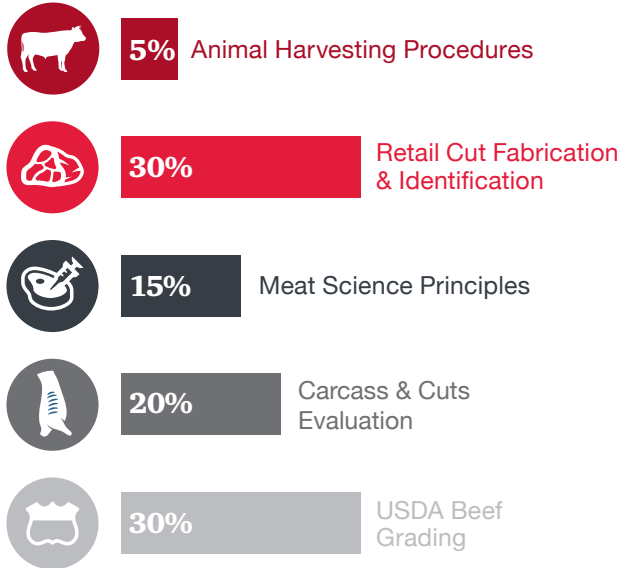 5% Animal Harvesting Procedures
30%
Retail Cut Fabrication
& Identification
15% Meat Science Principles
20%
Carcass & Cuts
Evaluation
30%
USDA Beef
Grading